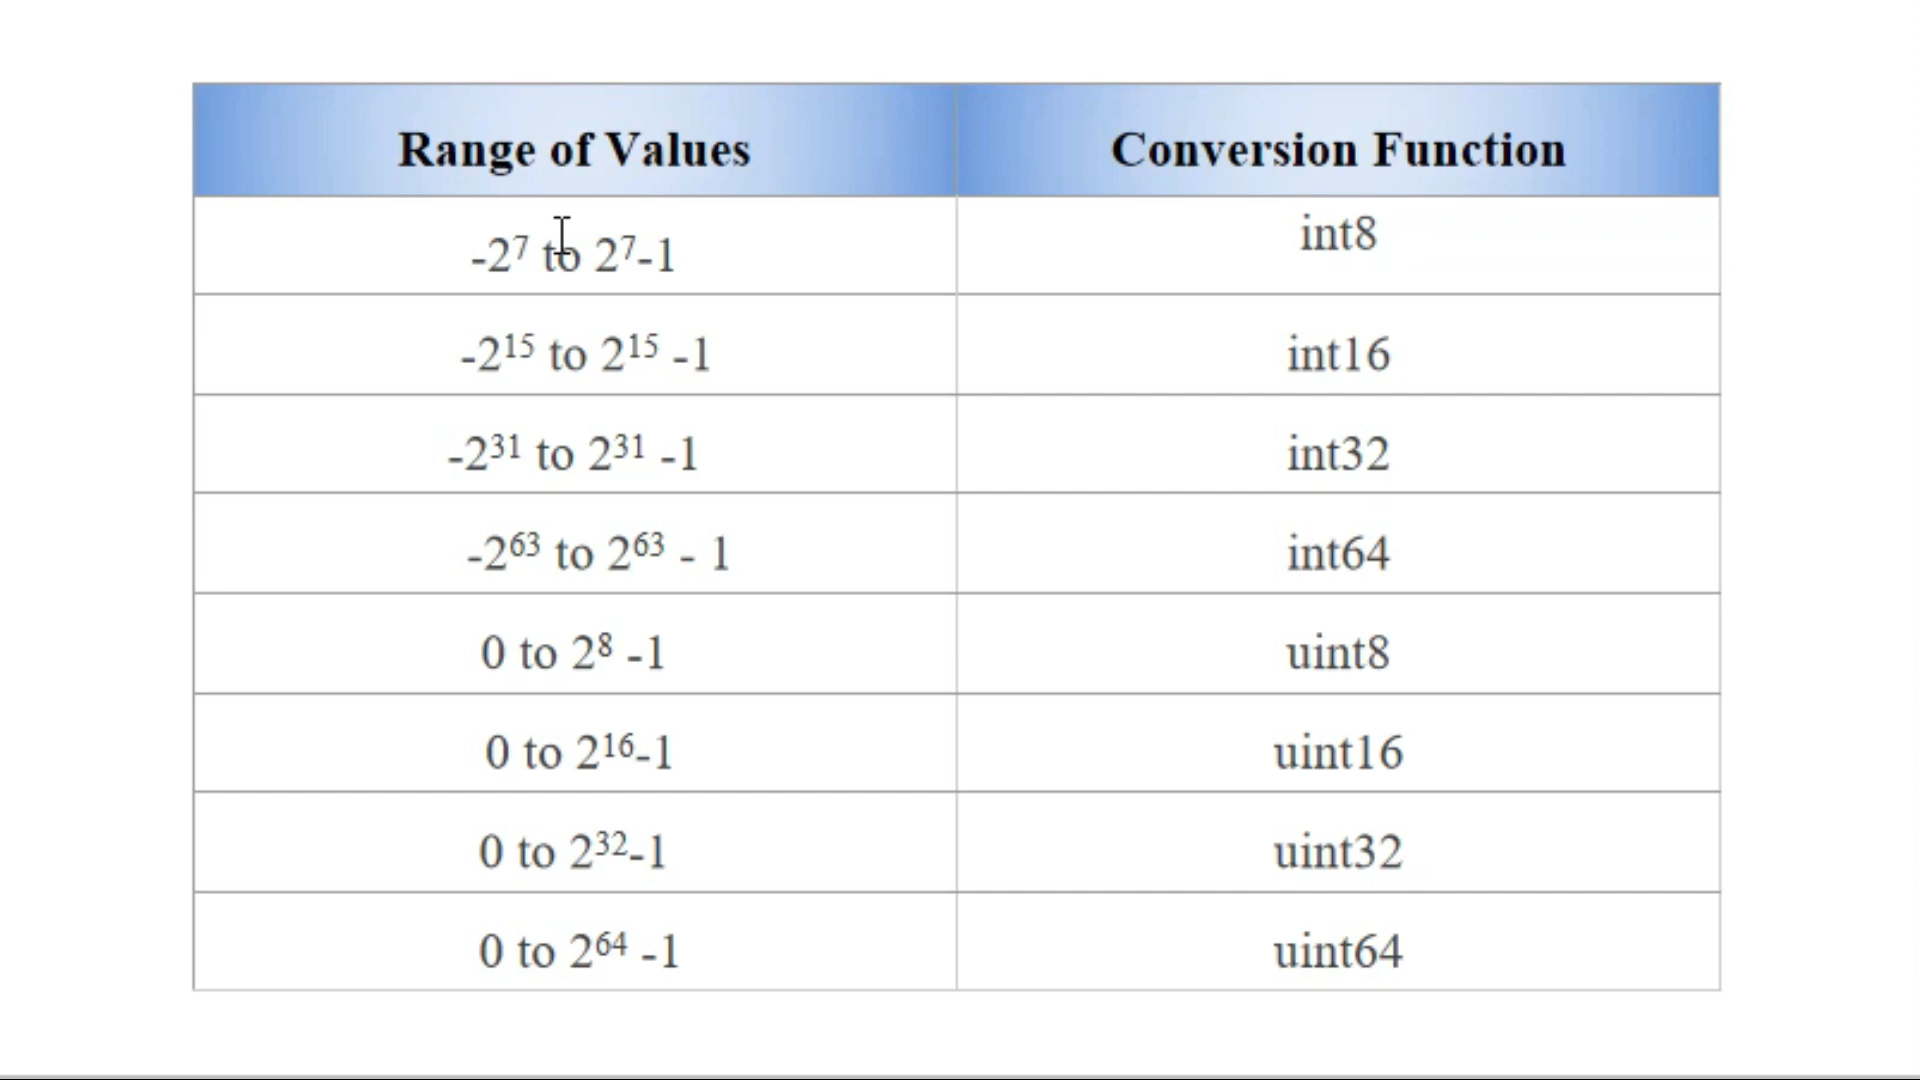 Range of Values Conversion Function
-2⁷ to 2⁷-1 int8
-2¹⁵ to 2¹⁵ -1 int16
-2³¹ to 2³¹ -1 int32
-2⁶³ to 2⁶³ - 1 int64
0 to 2⁸ -1 uint8
0 to 2¹⁶-1 uint16
0 to 2³²-1 uint32
0 to 2⁶⁴ -1 uint64